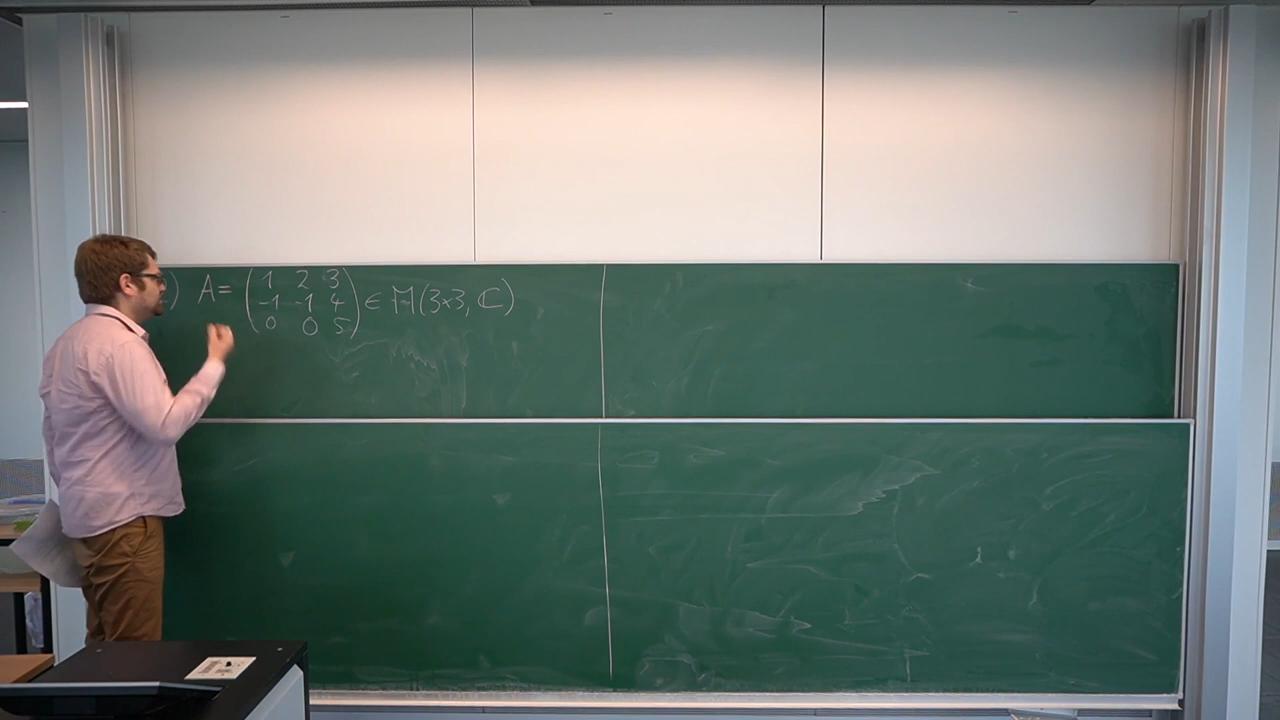 ) A = ( 1 2 3 ; -1 -1 4 ; 0 0 5 ) ∈ M(3×3, ℂ)